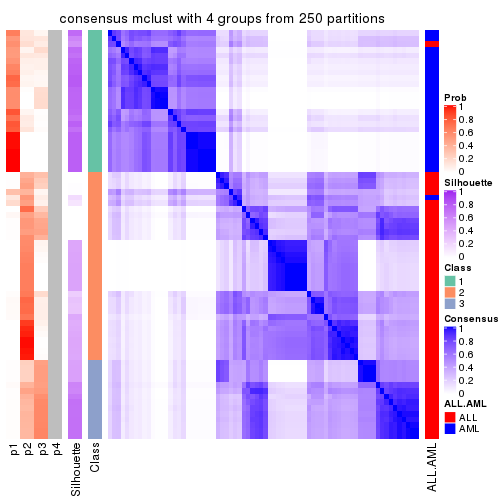 consensus mclust with 4 groups from 250 partitions
Prob
1
0.8
0.6
0.4
0.2
0
Silhouette
1
0.8
0.6
0.4
0.2
0
Class
1
2
3
Consensus
1
0.8
0.6
0.4
0.2
0
ALL.AML
ALL
AML
p1
p2
p3
p4
Silhouette
Class
ALL.AML